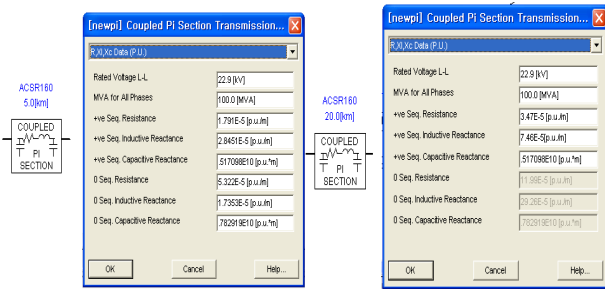 [newpi] Coupled Pi Section Transmission...
R,Xl,Xc Data (P.U.)
Rated Voltage L-L
22.9 [kV]
MVA for All Phases
100.0 [MVA]
+ve Seq. Resistance
1.791E-5 [p.u./m]
+ve Seq. Inductive Reactance
2.8451E-5 [p.u./m]
+ve Seq. Capacitive Reactance
.517098E10 [p.u.*m]
0 Seq. Resistance
5.322E-5 [p.u./m]
0 Seq. Inductive Reactance
1.7353E-5 [p.u./m]
0 Seq. Capacitive Reactance
.782919E10 [p.u.*m]
OK
Cancel
Help...
ACSR160
5.0[km]
COUPLED
PI
SECTION
[newpi] Coupled Pi Section Transmission...
R,Xl,Xc Data (P.U.)
Rated Voltage L-L
22.9 [kV]
MVA for All Phases
100.0 [MVA]
+ve Seq. Resistance
3.47E-5 [p.u./m]
+ve Seq. Inductive Reactance
7.46E-5[p.u./m]
+ve Seq. Capacitive Reactance
.517098E10 [p.u.*m]
0 Seq. Resistance
11.99E-5 [p.u./m]
0 Seq. Inductive Reactance
29.26E-5 [p.u./m]
0 Seq. Capacitive Reactance
.782919E10 [p.u.*m]
OK
Cancel
Help...
ACSR160
20.0[km]
COUPLED
PI
SECTION